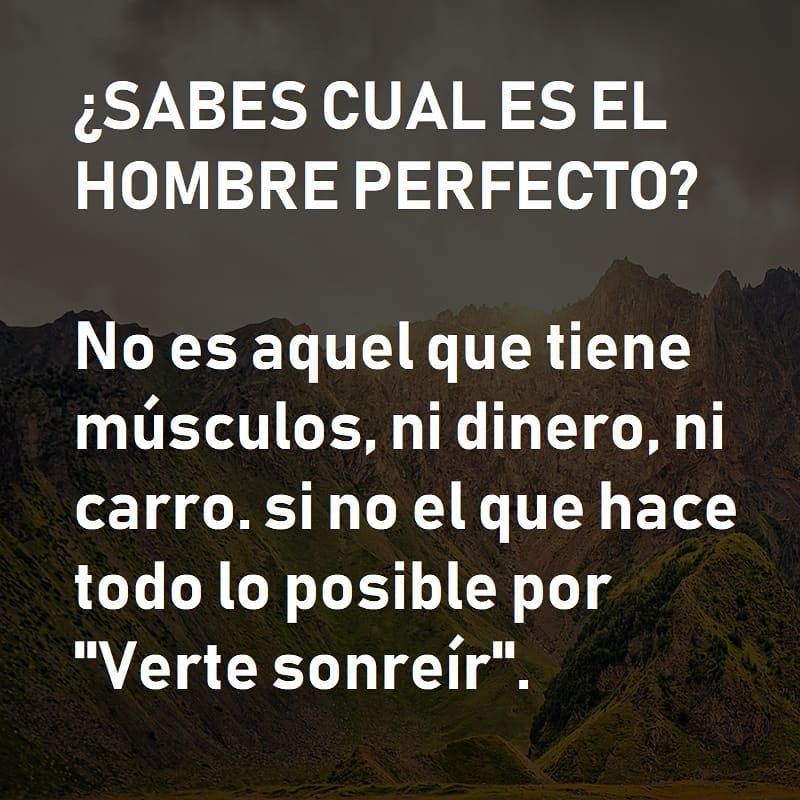 ¿SABES CUAL ES EL
HOMBRE PERFECTO?
No es aquel que tiene
músculos, ni dinero, ni
carro. si no el que hace
todo lo posible por
"Verte sonreír".